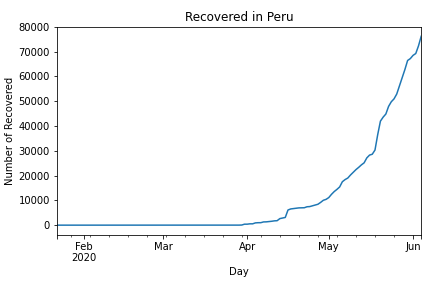 Recovered in Peru
80000
70000
60000
50000
40000
30000
20000
10000
0
Number of Recovered
Feb
2020
Mar
Apr
May
Jun
Day